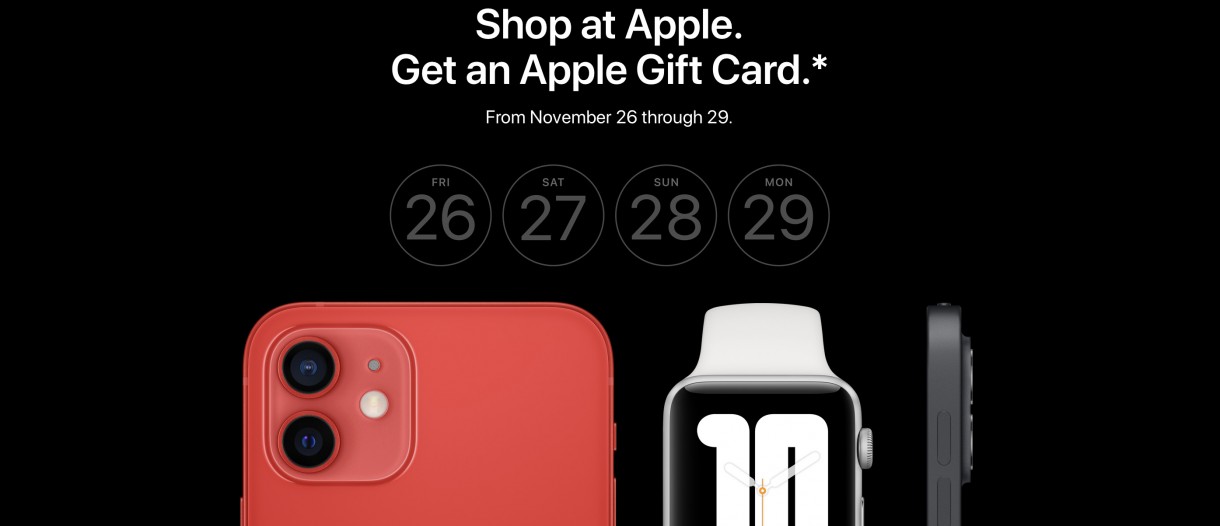 Shop at Apple.
Get an Apple Gift Card.*
From November 26 through 29.
FRI SAT SUN MON
26 27 28 29
10